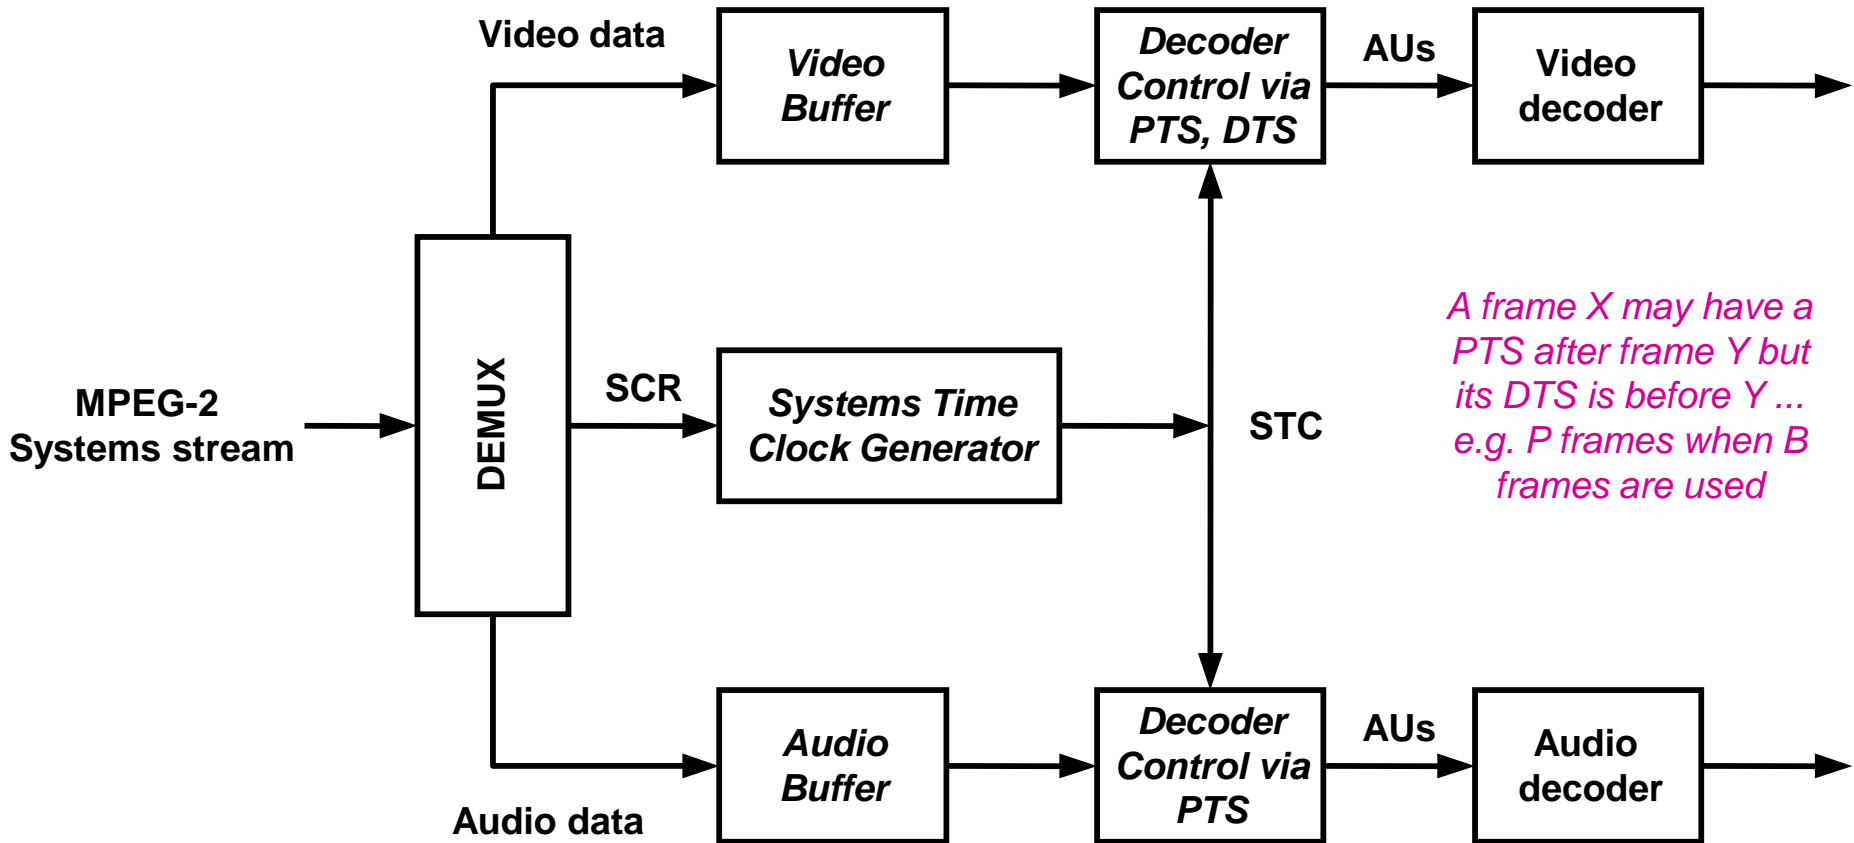 Video data
Video
Buffer
Decoder
Control via
PTS, DTS
AUs
Video
decoder
MPEG-2
Systems stream
DEMUX
SCR
Systems Time
Clock Generator
STC
A frame X may have a
PTS after frame Y but
its DTS is before Y ...
e.g. P frames when B
frames are used
Audio data
Audio
Buffer
Decoder
Control via
PTS
AUs
Audio
decoder